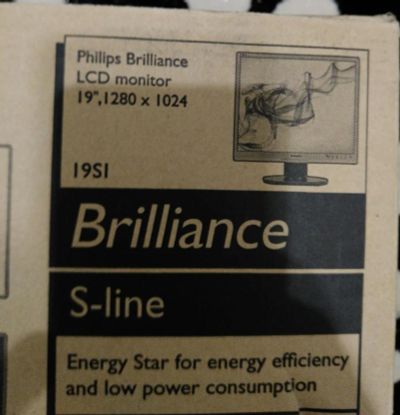 Philips Brilliance
LCD monitor
19",1280 x 1024
19S1
Brilliance
S-line
Energy Star for energy efficiency
and low power consumption